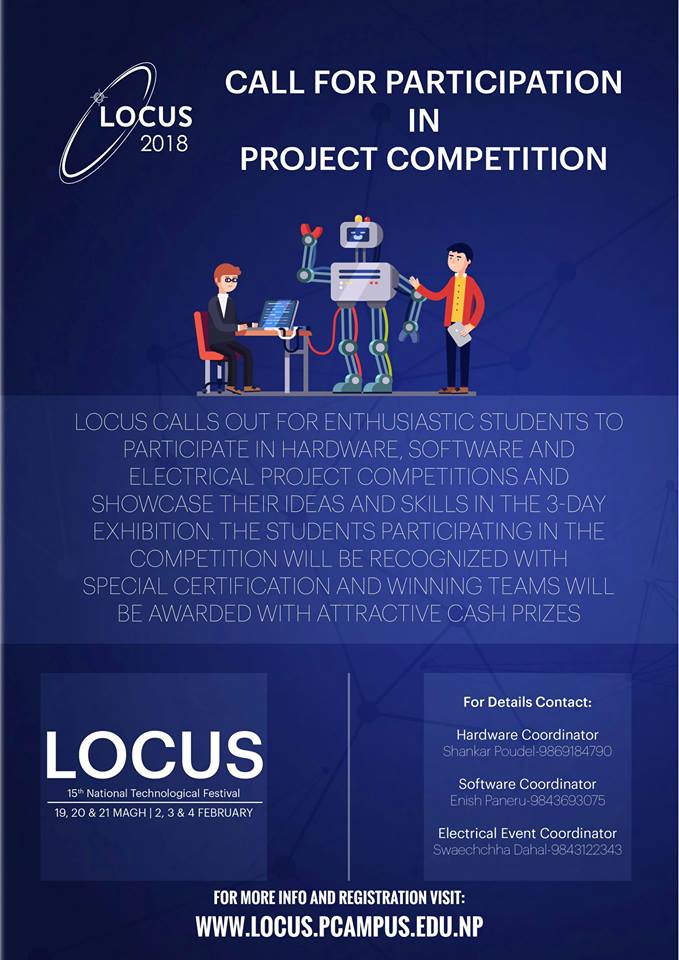 LOCUS
2018
CALL FOR PARTICIPATION
IN
PROJECT COMPETITION
LOCUS CALLS OUT FOR ENTHUSIASTIC STUDENTS TO
PARTICIPATE IN HARDWARE, SOFTWARE AND
ELECTRICAL PROJECT COMPETITIONS AND
SHOWCASE THEIR IDEAS AND SKILLS IN THE 3-DAY
EXHIBITION. THE STUDENTS PARTICIPATING IN THE
COMPETITION WILL BE RECOGNIZED WITH
SPECIAL CERTIFICATION AND WINNING TEAMS WILL
BE AWARDED WITH ATTRACTIVE CASH PRIZES
LOCUS
15th National Technological Festival
19, 20 & 21 MAGH | 2, 3 & 4 FEBRUARY
For Details Contact:
Hardware Coordinator
Shankar Poudel-9869184790
Software Coordinator
Enish Paneru-9843693075
Electrical Event Coordinator
Swaechchha Dahal-9843122343
FOR MORE INFO AND REGISTRATION VISIT:
WWW.LOCUS.PCAMPUS.EDU.NP